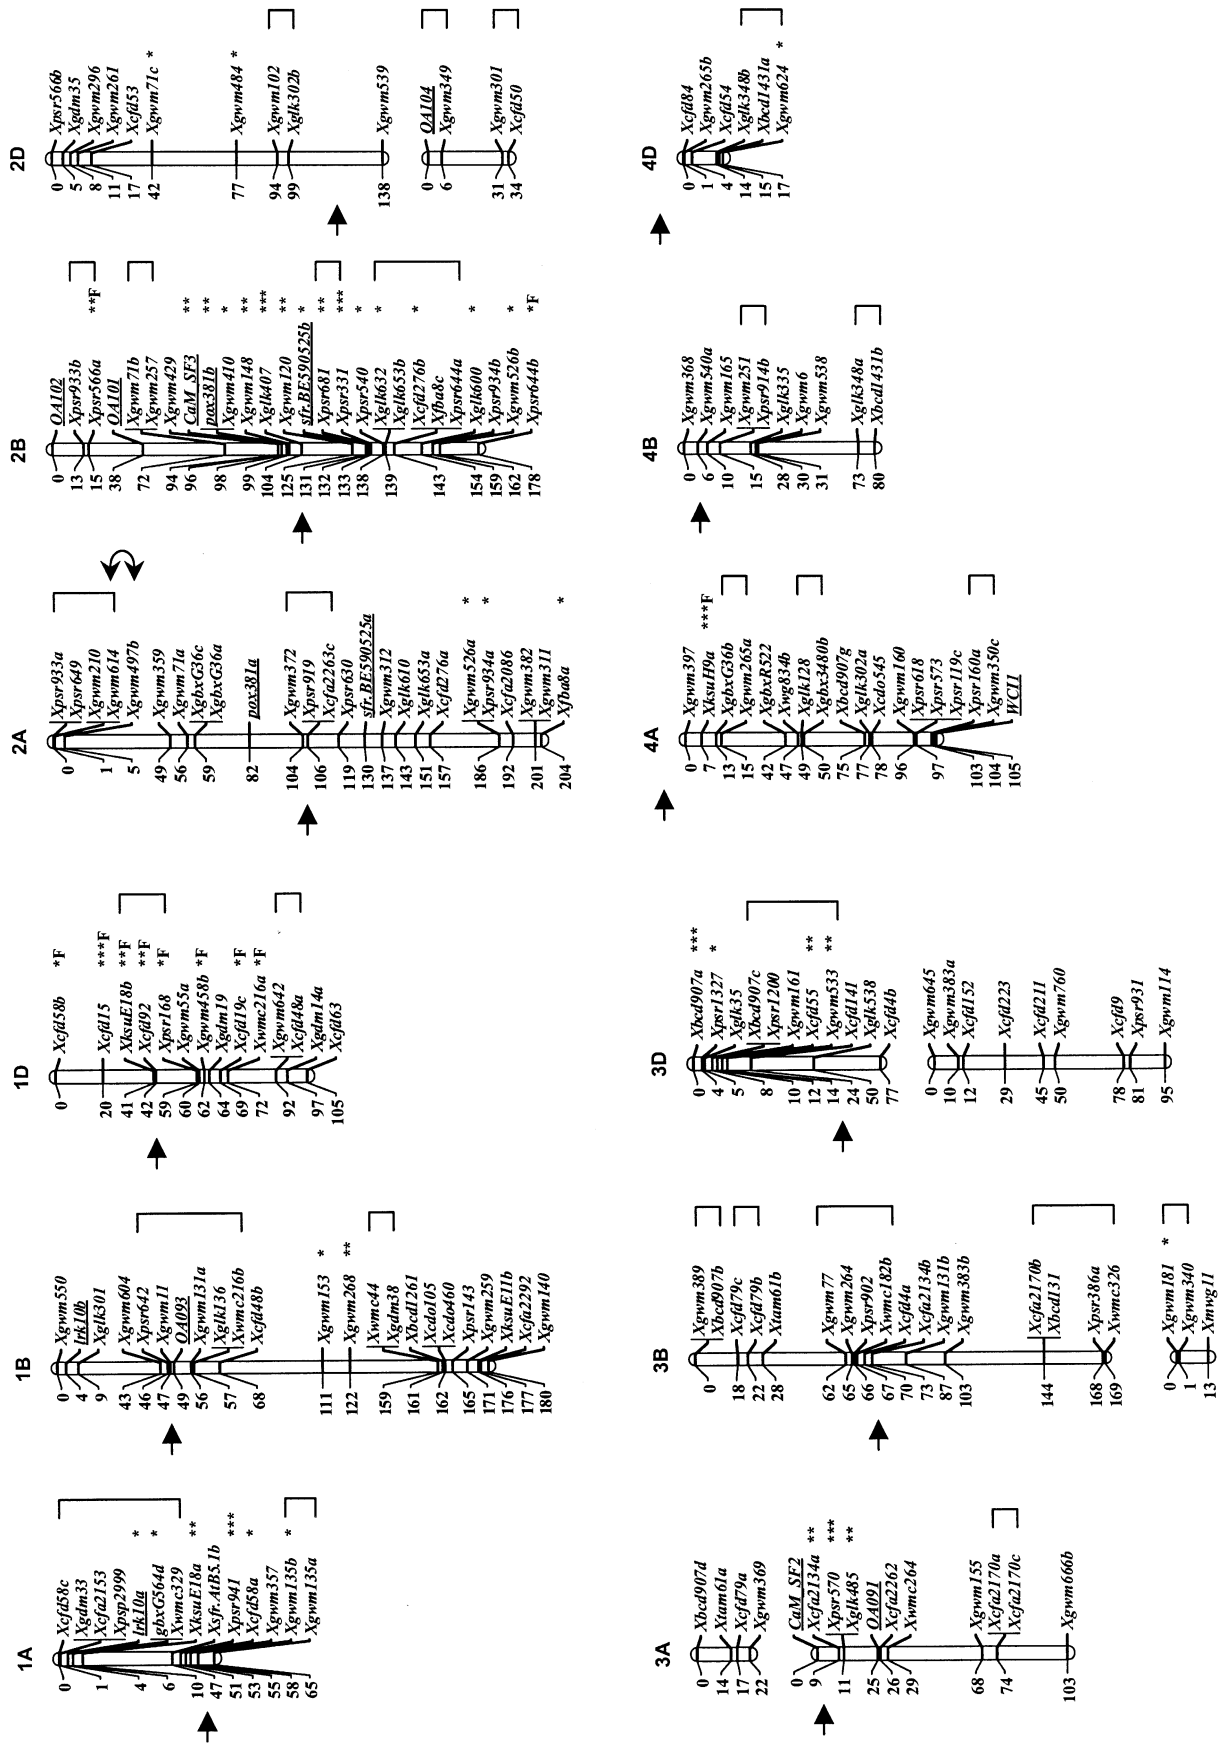 1A
0 Xcfd58c
Xgdm33
1 Xcfa2153
Xpsp2999
4 lrk10a *
gbxG564d *
6 Xwmc329
10 XksuE18a **
47 Xsfr.AtB5.1b
51 Xpsr941 ***
53 Xcfd58a *
55 Xgwm357
58 Xgwm135b *
65 Xgwm135a
1B
0 Xgwm550
4 lrk10b
9 Xglk301
43 Xgwm604
46 Xpsr642
47 Xgwm11
49 OA093
56 Xgwm131a
Xglk136
57 Xwmc216b
68 Xcfd48b
111 Xgwm153 *
122 Xgwm268 **
Xwmc44
159 Xgdm38
161 Xbcd1261
Xcdo105
162 Xcdo460
165 Xpsr143
171 Xgwm259
176 XksuE11b
177 Xcfa2292
180 Xgwm140
1D
0 Xcfd58b *F
20 Xcfd15 ***F
41 XksuE18b **F
42 Xcfd92 **F
59 Xpsr168 *F
60 Xgwm55a
62 Xgwm458b *F
64 Xgdm19
69 Xcfd19c *F
72 Xwmc216a *F
Xgwm642
92 Xcfd48a
97 Xgdm14a
105 Xcfd63
2A
Xpsr933a
0 Xpsr649
Xgwm210
1 Xgwm614
5 Xgwm497b
49 Xgwm359
56 Xgwm71a
XgbxG36c
59 XgbxG36a
82 pox381a
104 Xgwm372
Xpsr919
106 Xcfa2263c
119 Xpsr630
130 sfr.BE590525a
137 Xgwm312
143 Xglk610
151 Xglk653a
157 Xcfd276a
Xgwm526a *
186 Xpsr934a *
192 Xcfa2086
Xgwm382
201 Xgwm311
204 Xfba8a *
2B
0 OA102
13 Xpsr933b
15 Xpsr566a **F
38 OA101
Xgwm71b
72 Xgwm257
94 Xgwm429
96 CaM_SF3 **
pox381b **
98 Xgwm410 *
99 Xgwm148 **
104 Xglk407 ***
125 Xgwm120 **
131 sfr.BE590525b *
132 Xpsr681 **
133 Xpsr331 ***
138 Xpsr540 *
Xglk632 *
139 Xglk653b
Xcfd276b *
143 Xfba8c
Xpsr644a
154 Xglk600 *
159 Xpsr934b
162 Xgwm526b *
178 Xpsr644b *F
2D
0 Xpsr566b
5 Xgdm35
8 Xgwm296
11 Xgwm261
17 Xcfd53
42 Xgwm71c *
77 Xgwm484 *
94 Xgwm102
99 Xglk302b
138 Xgwm539
0 OA104
6 Xgwm349
31 Xgwm301
34 Xcfd50
3A
0 Xbcd907d
14 Xtam61a
17 Xcfd79a
22 Xgwm369
0 CaM_SF2
9 Xcfa2134a **
Xpsr570 ***
11 Xglk485 **
25 OA091
26 Xcfa2262
29 Xwmc264
68 Xgwm155
Xcfa2170a
74 Xcfa2170c
103 Xgwm666b
3B
Xgwm389
0 Xbcd907b
18 Xcfd79c
22 Xcfd79b
28 Xtam61b
62 Xgwm77
65 Xgwm264
66 Xpsr902
67 Xwmc182b
70 Xcfd4a
73 Xcfa2134b
87 Xgwm131b
103 Xgwm383b
Xcfa2170b
144 Xbcd131
168 Xpsr386a
169 Xwmc326
0 Xgwm181 *
1 Xgwm340
13 Xmwg11
3D
0 Xbcd907a ***
4 Xpsr1327 *
5 Xglk35
Xbcd907c
8 Xpsr1200
10 Xgwm161
12 Xcfd55 **
14 Xgwm533 **
24 Xcfd141
50 Xglk538
77 Xcfd4b
0 Xgwm645
10 Xgwm383a
12 Xcfd152
29 Xcfd223
45 Xcfd211
50 Xgwm760
78 Xcfd9
81 Xpsr931
95 Xgwm114
4A
0 Xgwm397
7 XksuH9a ***F
13 XgbxG36b
15 Xgwm265a
42 XgbxR522
47 Xwg834b
49 Xglk128
50 Xgbx3480b
75 Xbcd907g
77 Xglk302a
78 Xcdo545
96 Xgwm160
Xpsr618
97 Xpsr573
Xpsr119c
103 Xpsr160a
104 Xgwm350c
105 WCI1
4B
0 Xgwm368
6 Xgwm540a
10 Xgwm165
Xgwm251
15 Xpsr914b
28 Xglk335
30 Xgwm6
31 Xgwm538
73 Xglk348a
80 Xbcd1431b
4D
0 Xcfd84
1 Xgwm265b
4 Xcfd54
14 Xglk348b
15 Xbcd1431a
17 Xgwm624 *